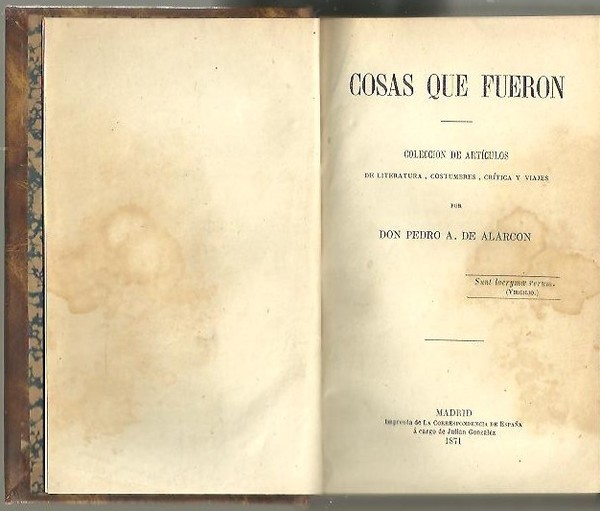 COSAS QUE FUERON
COLECCION DE ARTÍCULOS
DE LITERATURA, COSTUMBRES, CRÍTICA Y VIAJES
POR
DON PEDRO A. DE ALARCON
Sunt lacrymæ rerum.
(VIRGILIO.)
MADRID
Imprenta de LA CORRESPONDENCIA DE ESPAÑA
á cargo de Julian Gonzalez
1871